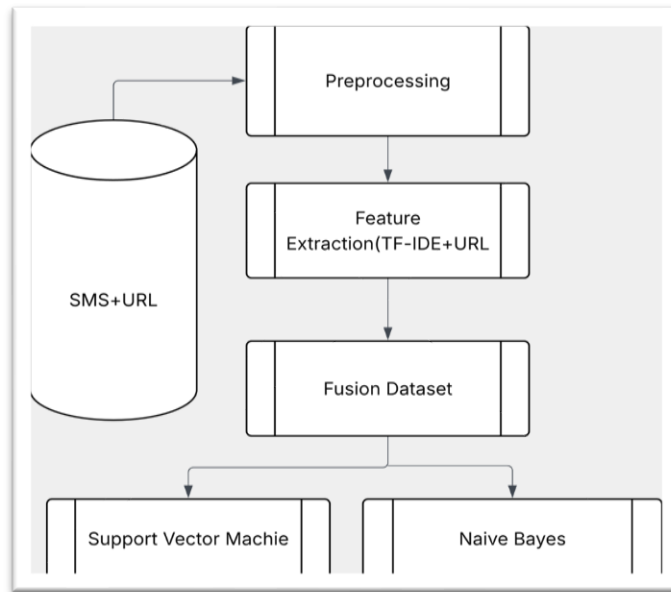 Preprocessing
Feature
Extraction(TF-IDE+URL
SMS+URL
Fusion Dataset
Support Vector Machie
Naive Bayes